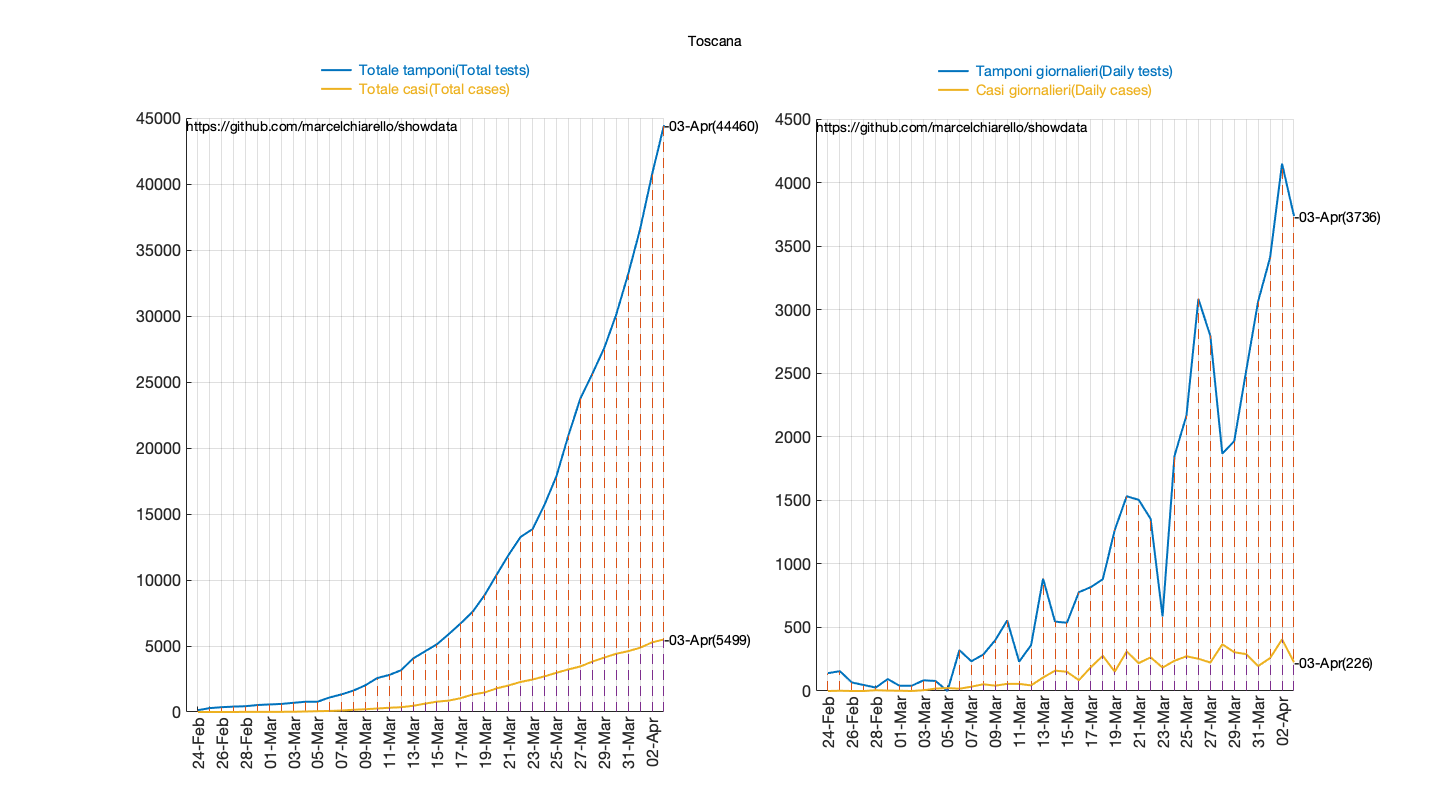 Toscana
Totale tamponi(Total tests)
Totale casi(Total cases)
45000
40000
35000
30000
25000
20000
15000
10000
5000
0
https://github.com/marcelchiarello/showdata
-03-Apr(44460)
-03-Apr(5499)
24-Feb
26-Feb
28-Feb
01-Mar
03-Mar
05-Mar
07-Mar
09-Mar
11-Mar
13-Mar
15-Mar
17-Mar
19-Mar
21-Mar
23-Mar
25-Mar
27-Mar
29-Mar
31-Mar
02-Apr
Tamponi giornalieri(Daily tests)
Casi giornalieri(Daily cases)
4500
4000
3500
3000
2500
2000
1500
1000
500
0
https://github.com/marcelchiarello/showdata
-03-Apr(3736)
-03-Apr(226)
24-Feb
26-Feb
28-Feb
01-Mar
03-Mar
05-Mar
07-Mar
09-Mar
11-Mar
13-Mar
15-Mar
17-Mar
19-Mar
21-Mar
23-Mar
25-Mar
27-Mar
29-Mar
31-Mar
02-Apr